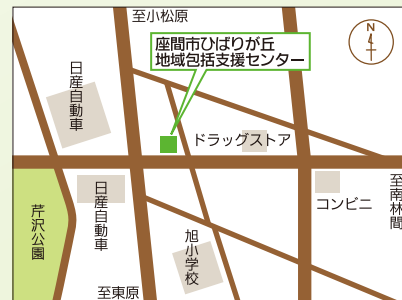 至小松原
N
座間市ひばりが丘
地域包括支援センター
日産自動車
ドラッグストア
至南林間
日産自動車
コンビニ
芹沢公園
旭小学校
至東原